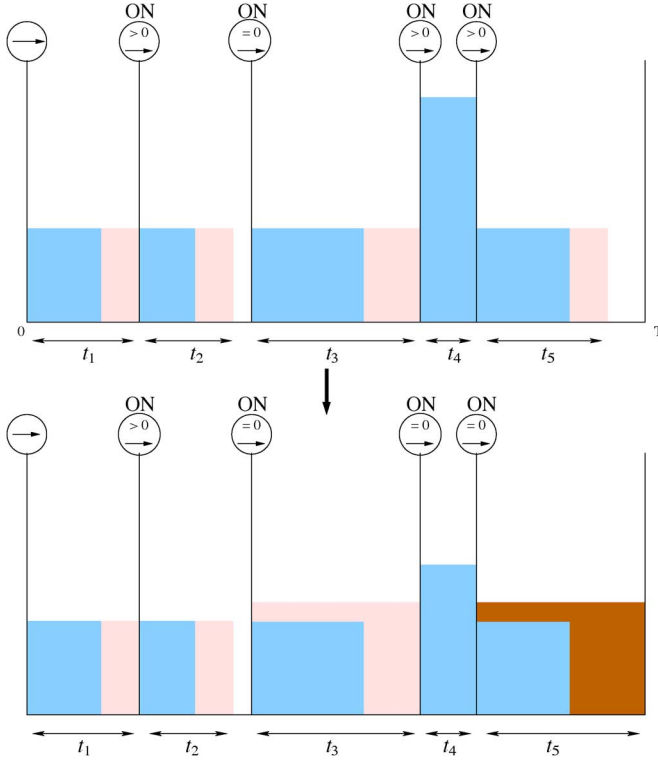 ON ON ON ON
> 0 = 0 > 0 > 0
0 T
t1 t2 t3 t4 t5
ON ON ON ON
> 0 = 0 = 0 = 0
t1 t2 t3 t4 t5